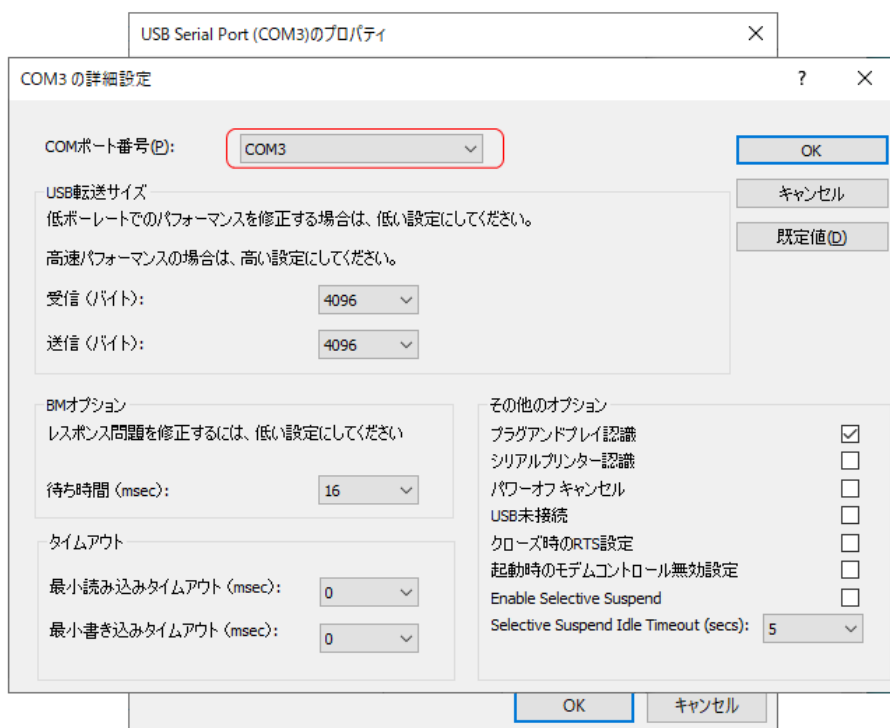 USB Serial Port (COM3)のプロパティ
COM3 の詳細設定
COMポート番号(P):
COM3
OK
キャンセル
既定値(D)
USB転送サイズ
低ボーレートでのパフォーマンスを修正する場合は、低い設定にしてください。
高速パフォーマンスの場合は、高い設定にしてください。
受信 (バイト):
4096
送信 (バイト):
4096
BMオプション
レスポンス問題を修正するには、低い設定にしてください
待ち時間 (msec):
16
タイムアウト
最小読み込みタイムアウト (msec):
0
最小書き込みタイムアウト (msec):
0
その他のオプション
プラグアンドプレイ認識
シリアルプリンター認識
パワーオフ キャンセル
USB未接続
クローズ時のRTS設定
起動時のモデムコントロール無効設定
Enable Selective Suspend
Selective Suspend Idle Timeout (secs):
5
OK
キャンセル